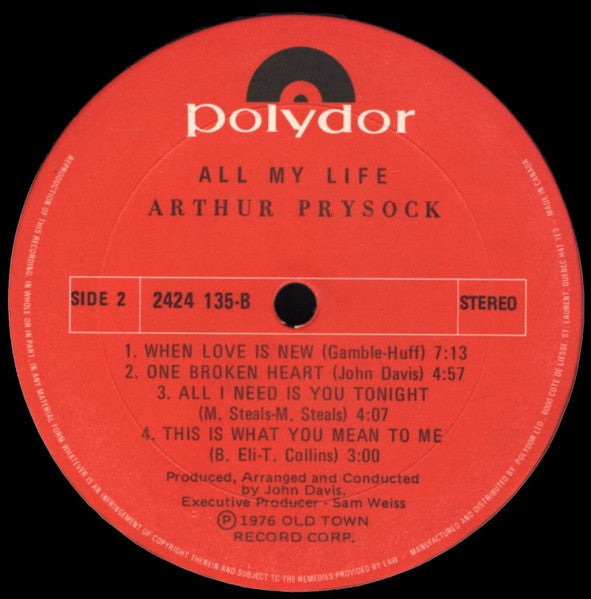 polydor
ALL MY LIFE
ARTHUR PRYSOCK
SIDE 2
2424 135-B
STEREO
1. WHEN LOVE IS NEW (Gamble-Huff) 7:13
2. ONE BROKEN HEART (John Davis) 4:57
3. ALL I NEED IS YOU TONIGHT
(M. Steals-M. Steals) 4:07
4. THIS IS WHAT YOU MEAN TO ME
(B. Eli-T. Collins) 3:00
Produced, Arranged and Conducted
by John Davis.
Executive Producer - Sam Weiss
Ⓟ 1976 OLD TOWN
RECORD CORP.
REPRODUCTION OF THIS RECORDING, IN WHOLE OR IN PART, IN ANY MATERIAL FORM WHATEVER IS AN INFRINGEMENT OF COPYRIGHT THEREIN AND SUBJECT TO THE REMEDIES PROVIDED BY LAW – MANUFACTURED AND DISTRIBUTED BY POLYDOR LTD., 6000 COTE DE LIESSE, ST. LAURENT, QUEBEC H4T 1E3 MADE IN CANADA